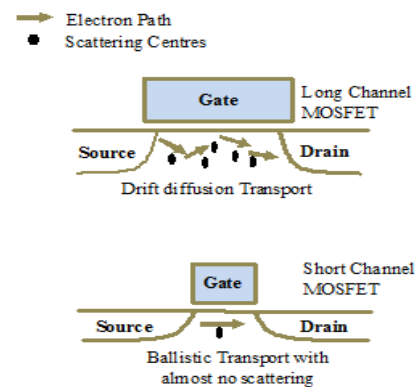 Electron Path
Scattering Centres
Gate
Long Channel
MOSFET
Source
Drain
Drift diffusion Transport
Gate
Short Channel
MOSFET
Source
Drain
Ballistic Transport with
almost no scattering